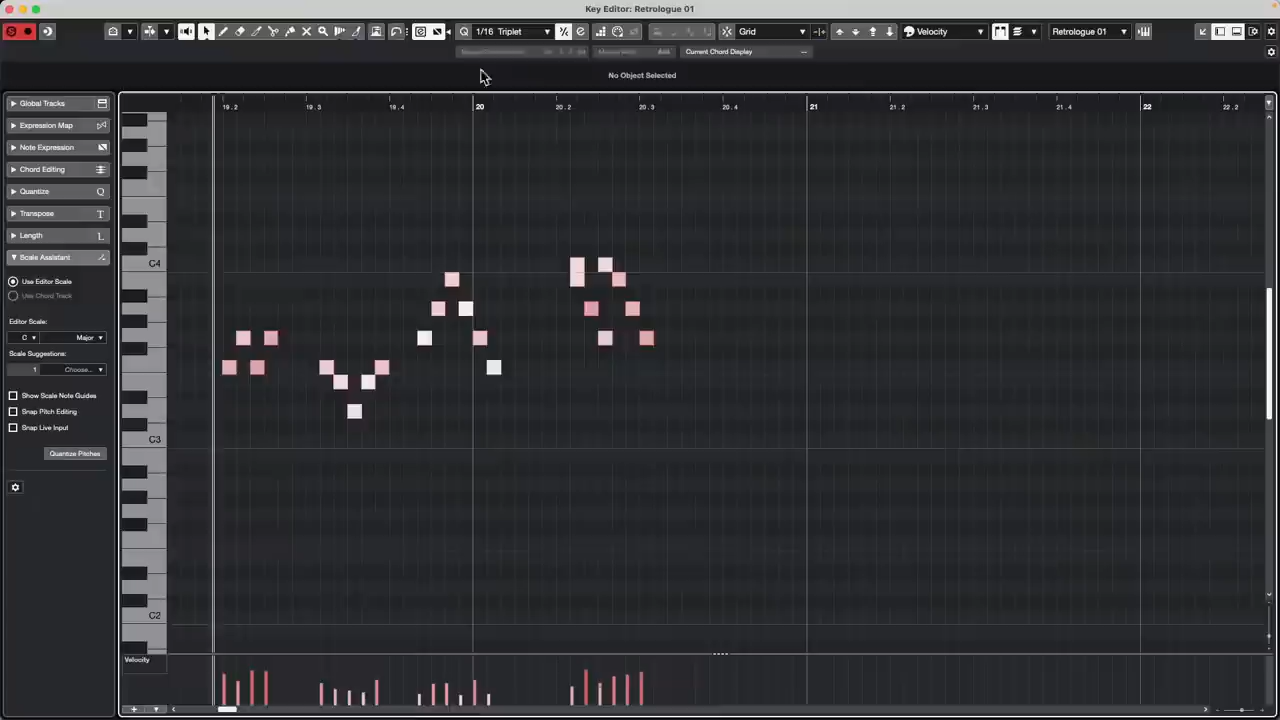 Key Editor: Retrologue 01
S
Q 1/16 Triplet
Grid
Velocity
Retrologue 01
Current Chord Display --
No Object Selected
Global Tracks
Expression Map
Note Expression
Chord Editing
Quantize Q
Transpose T
Length L
Scale Assistant
Use Editor Scale
Use Chord Track
Editor Scale:
C Major
Scale Suggestions:
1 Choose...
Show Scale Note Guides
Snap Pitch Editing
Snap Live Input
Quantize Pitches
19.2 19.3 19.4 20 20.2 20.3 20.4 21 21.2 21.3 21.4 22 22.2
C4
C3
C2
Velocity